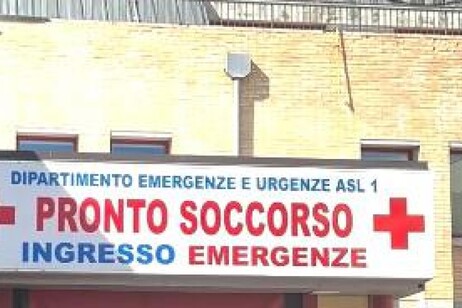 DIPARTIMENTO EMERGENZE E URGENZE ASL 1
PRONTO SOCCORSO
INGRESSO EMERGENZE